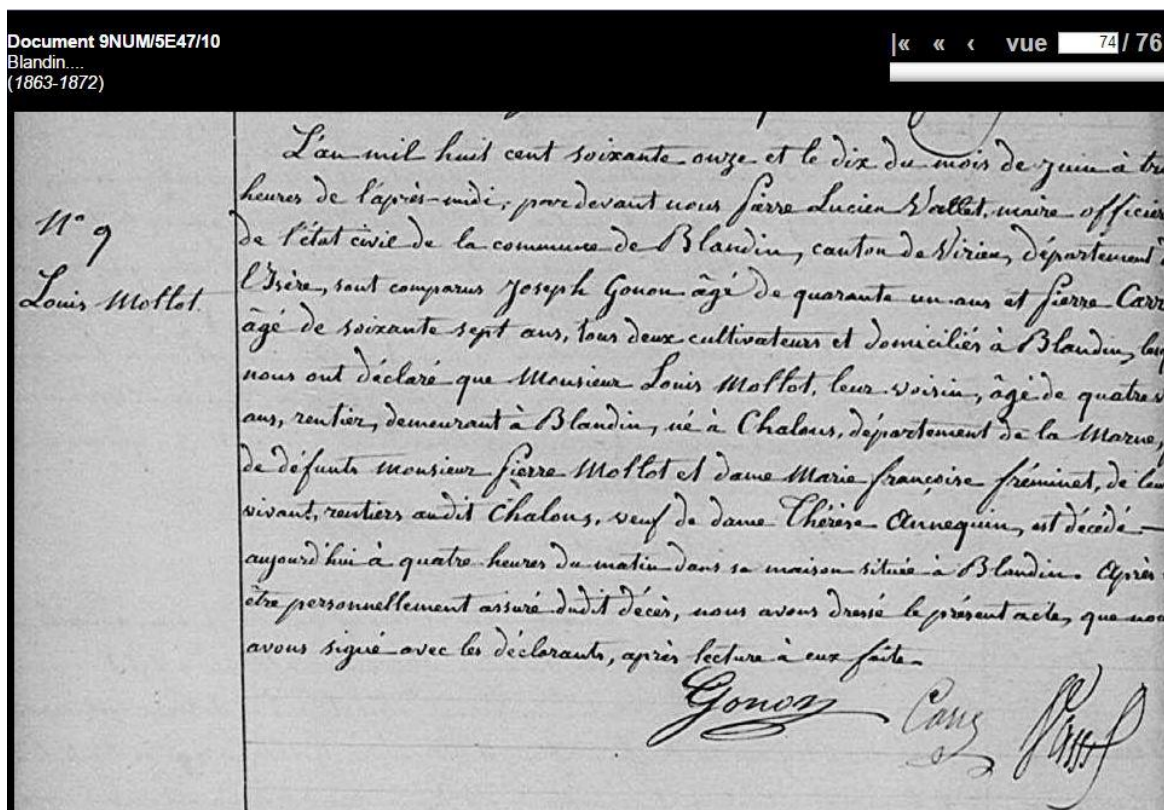 Document 9NUM/5E47/10
Blandin....
(1863-1872)
|« « ‹ vue 74 / 76
N° 9
Louis Mollot.
L'an mil huit cent soixante onze et le dix du mois de juin à
heures de l'après-midi, pardevant nous Pierre Lucien Vallet, maire officier
de l'état civil de la commune de Blandin, canton de Virieu, département
l'Isère, sont comparus Joseph Gonon âgé de quarante un ans et Pierre
âgé de soixante sept ans, tous deux cultivateurs et domiciliés à Blandin,
nous ont déclaré que Monsieur Louis Mollot, leur voisin, âgé de quatre
ans, rentier, demeurant à Blandin, né à Chalons, département de la Marne,
de défunts monsieur Pierre Mollot et dame Marie françoise fréminet, de
vivant, rentiers audit Chalons, veuf de dame Thérèse Annequin, est décédé —
aujourd'hui à quatre heures du matin dans sa maison située à Blandin. Après
être personnellement assuré dudit décès, nous avons dressé le présent acte, que
avons signé avec les déclarants, après lecture à eux faite.
Gonon